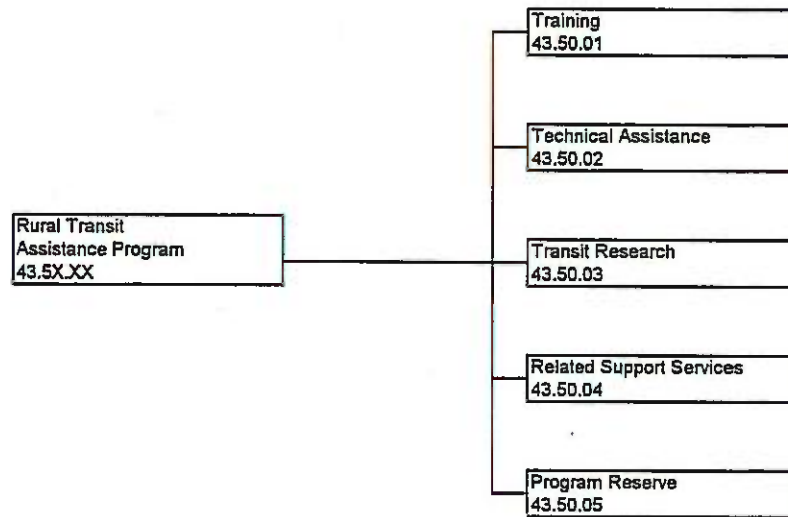 Training
43.50.01
Technical Assistance
43.50.02
Rural Transit
Assistance Program
43.5X.XX
Transit Research
43.50.03
Related Support Services
43.50.04
Program Reserve
43.50.05